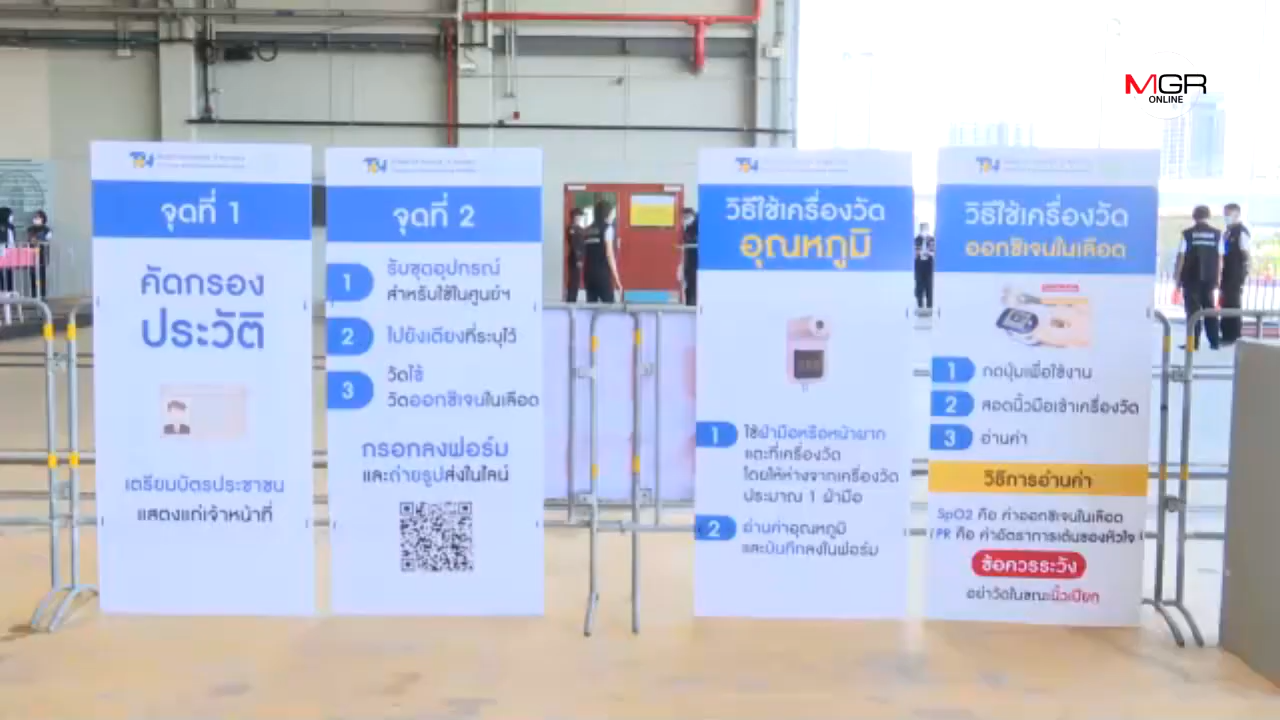 MGR
ONLINE
จุดที่ 1
คัดกรอง
ประวัติ
เตรียมบัตรประชาชน
แสดงแก่เจ้าหน้าที่
จุดที่ 2
1 รับชุดอุปกรณ์
สำหรับใช้ในศูนย์ฯ
2 ไปยังเตียงที่ระบุไว้
3 วัดไข้
วัดออกซิเจนในเลือด
กรอกลงฟอร์ม
และถ่ายรูปส่งในไลน์
วิธีใช้เครื่องวัด
อุณหภูมิ
1 ใช้ฝ่ามือหรือหน้าผาก
แตะที่เครื่องวัด
โดยให้ห่างจากเครื่องวัด
ประมาณ 1 ฝ่ามือ
2 อ่านค่าอุณหภูมิ
และบันทึกลงในฟอร์ม
วิธีใช้เครื่องวัด
ออกซิเจนในเลือด
1 กดปุ่มเพื่อใช้งาน
2 สอดนิ้วมือเข้าเครื่องวัด
3 อ่านค่า
วิธีการอ่านค่า
SpO2 คือ ค่าออกซิเจนในเลือด
PR คือ ค่าอัตราการเต้นของหัวใจ
ข้อควรระวัง
อย่าวัดในขณะนิ้วเปียก